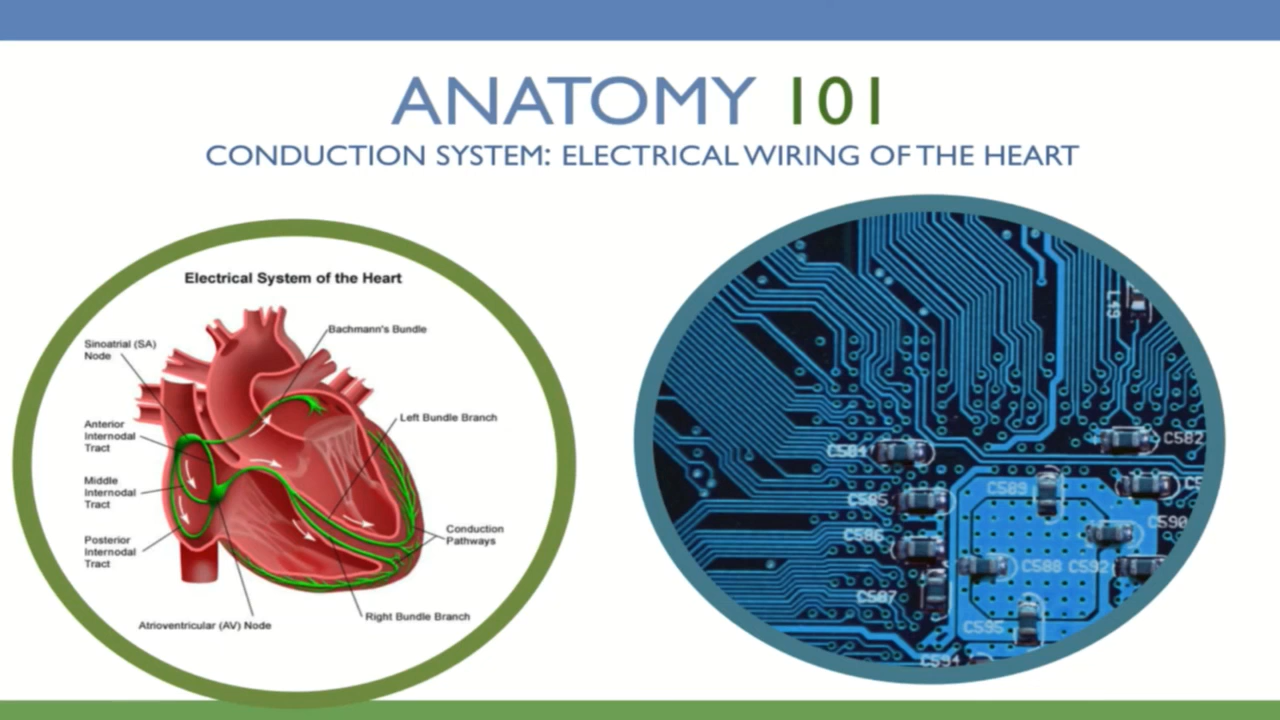 ANATOMY 101
CONDUCTION SYSTEM: ELECTRICAL WIRING OF THE HEART
Electrical System of the Heart
Bachmann's Bundle
Sinoatrial (SA)
Node
Left Bundle Branch
Anterior
Internodal
Tract
Middle
Internodal
Tract
Posterior
Internodal
Tract
Conduction
Pathways
Right Bundle Branch
Atrioventricular (AV) Node
L49
C584
C582
C585
C589
C586
C590
C587
C588
C592
C595
C594